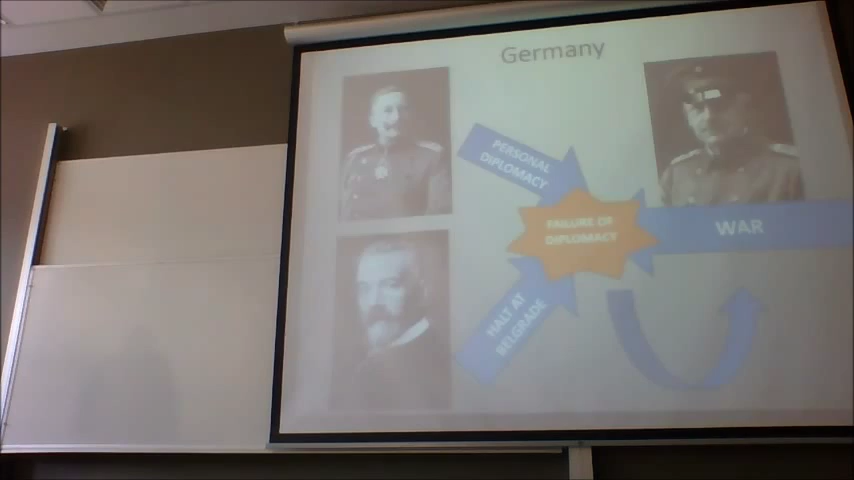 Germany
PERSONAL
DIPLOMACY
FAILURE OF
DIPLOMACY
WAR
HALT AT
BELGRADE